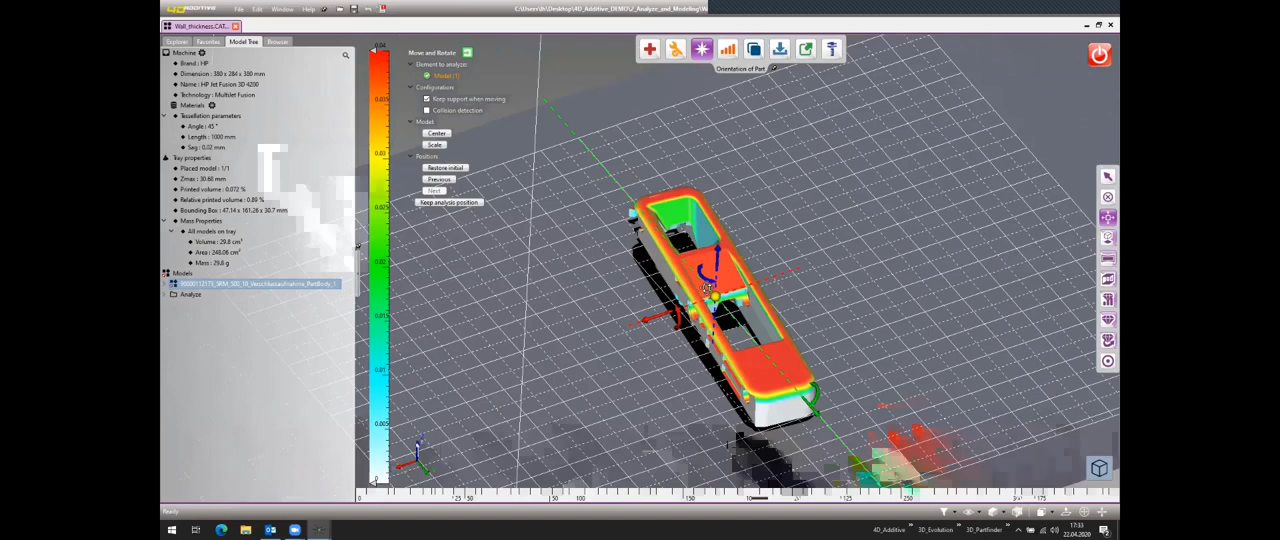 4D ADDITIVE
File Edit Window Help
C:\Users\lh\Desktop\4D_Additive_DEMO\2_Analyze_and_Modeling\W
Wall_thickness.CAT...
Explorer Favorites Model Tree Browser
Machine
Brand : HP
Dimension : 380 x 284 x 380 mm
Name : HP Jet Fusion 3D 4200
Technology : MultiJet Fusion
Materials
Tessellation parameters
Angle : 45 °
Length : 1000 mm
Sag : 0.02 mm
Tray properties
Placed model : 1/1
Zmax : 30.68 mm
Printed volume : 0.072 %
Relative printed volume : 0.89 %
Bounding Box : 47.14 x 161.26 x 30.7 mm
Mass Properties
All models on tray
Volume : 29.8 cm³
Area : 248.06 cm²
Mass : 29.8 g
Models
Analyze
0.04
0.03
0.025
0.02
0.01
0.005
0
Move and Rotate
Element to analyze:
Model (1)
Configuration:
Keep support when moving
Collision detection
Model:
Center
Scale
Position:
Restore initial
Previous
Next
Keep analysis position
Orientation of Part
0 25 50 150 125 250
Ready
4D_Additive 3D_Evolution 3D_Partfinder
17:33
22.04.2020